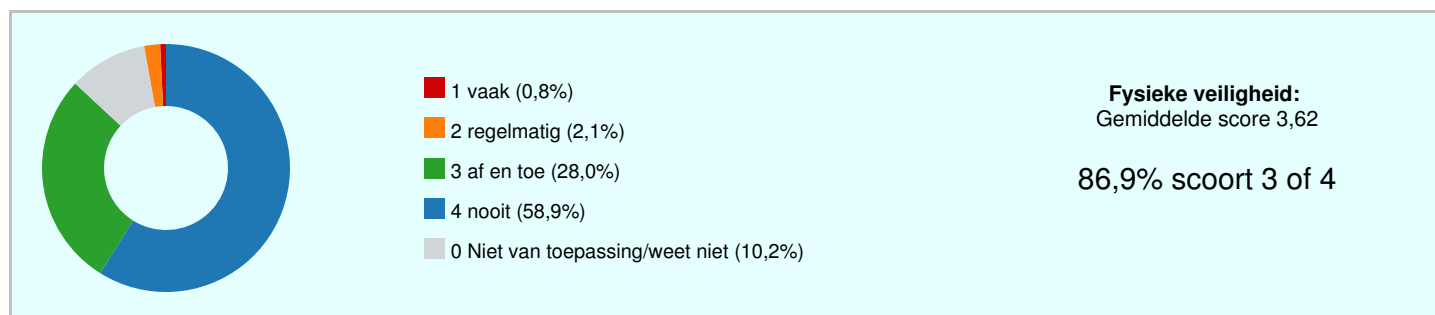 1 vaak (0,8%)
2 regelmatig (2,1%)
3 af en toe (28,0%)
4 nooit (58,9%)
0 Niet van toepassing/weet niet (10,2%)
Fysieke veiligheid:
Gemiddelde score 3,62
86,9% scoort 3 of 4